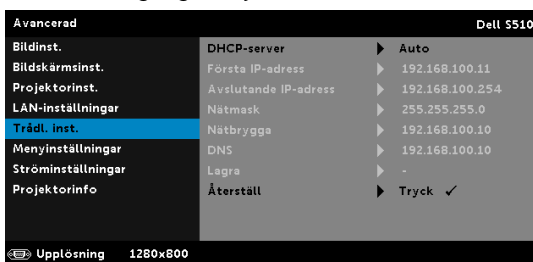 Avancerad Dell S510
Bildinst. DHCP-server Auto
Bildskärmsinst. Första IP-adress 192.168.100.11
Projektorinst. Avslutande IP-adress 192.168.100.254
LAN-inställningar Nätmask 255.255.255.0
Trådl. inst. Nätbrygga 192.168.100.10
Menyinställningar DNS 192.168.100.10
Ströminställningar Lagra -
Projektorinfo Återställ Tryck ✓
Upplösning 1280x800